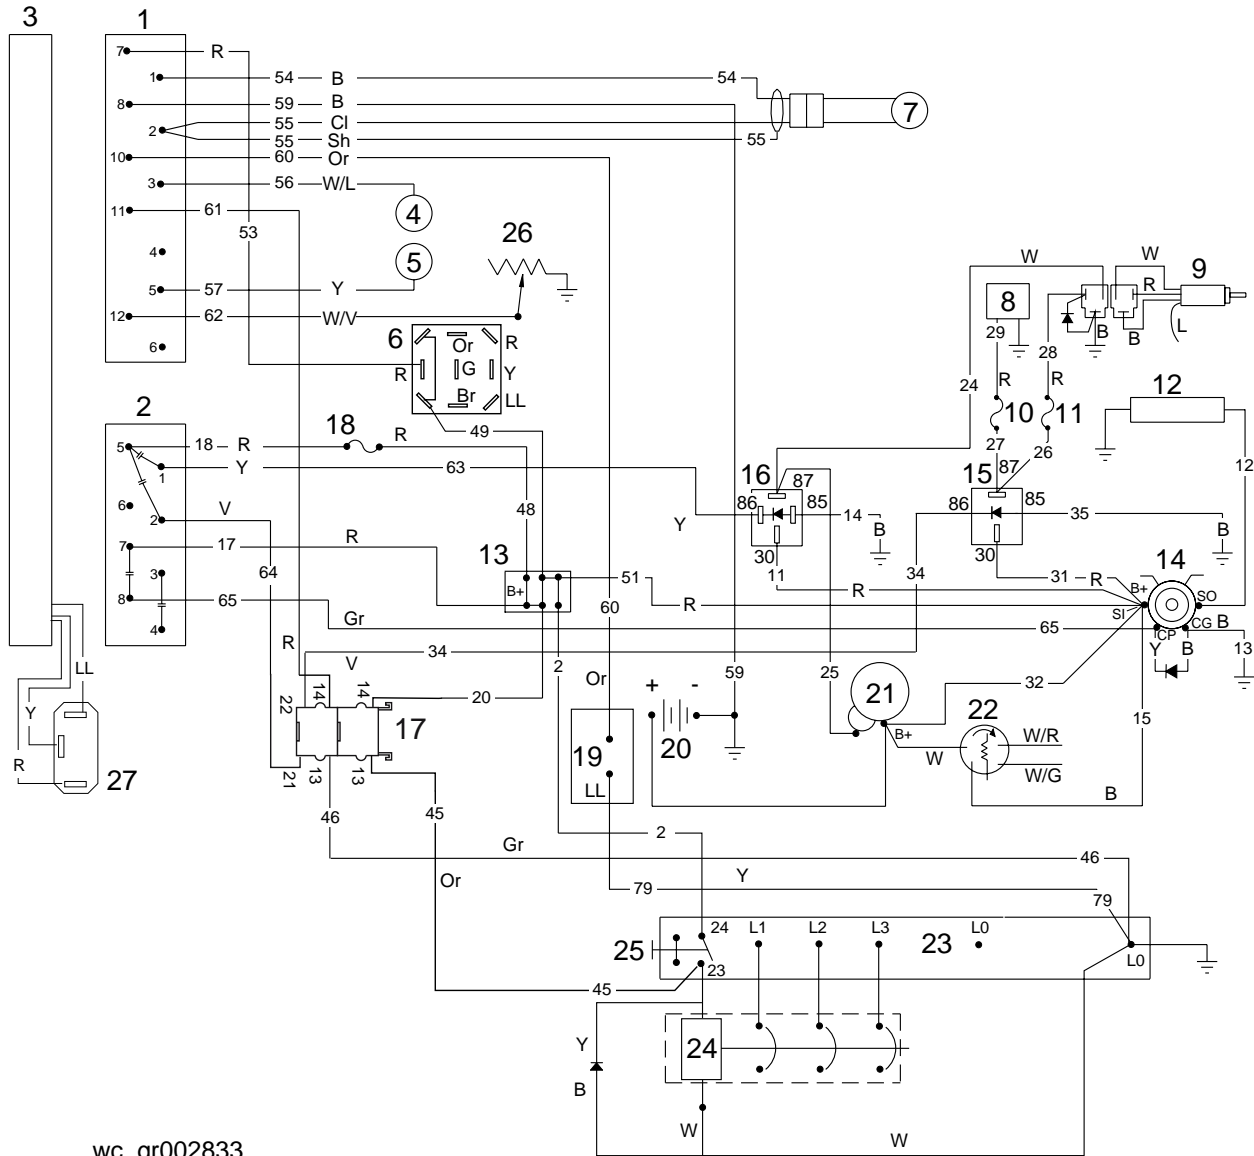 3 1
7 R
1 54 B 54
8 59 B
7
55 Cl
2
55 Sh 55
10 60 Or
3 56 W/L
4
11 61
53
26
4
5
W W 9
5 57 Y
8 R
12 62 W/V
29 B B L
6 Or R
28
6
R G Y
24 R R 12
Br LL
10 11
2
18 49
27 26
5 18 R R
1 Y 63
16 87 15 87 12
86 85 86 85
6
V 48
2 Y 14 B 35 B
7 17 R
30 30
13
11 31 R 14
3 64 51 34
B+ R B+ SO
8 65 Gr 60 R SI
65 CP CG B
4
R V 34 2 Y B 13
LL
25
Or + - 59 21 32
22 14 14 20
17 22 15
Y 19 20 B+ W/R
W
R 27 LL W/G
21 13 13
B
46 45
2
Gr 46
Or 79 Y 79
24 L1 L2 L3 23 L0
25
23 L0
45
Y 24
B
W W
wc_gr002833